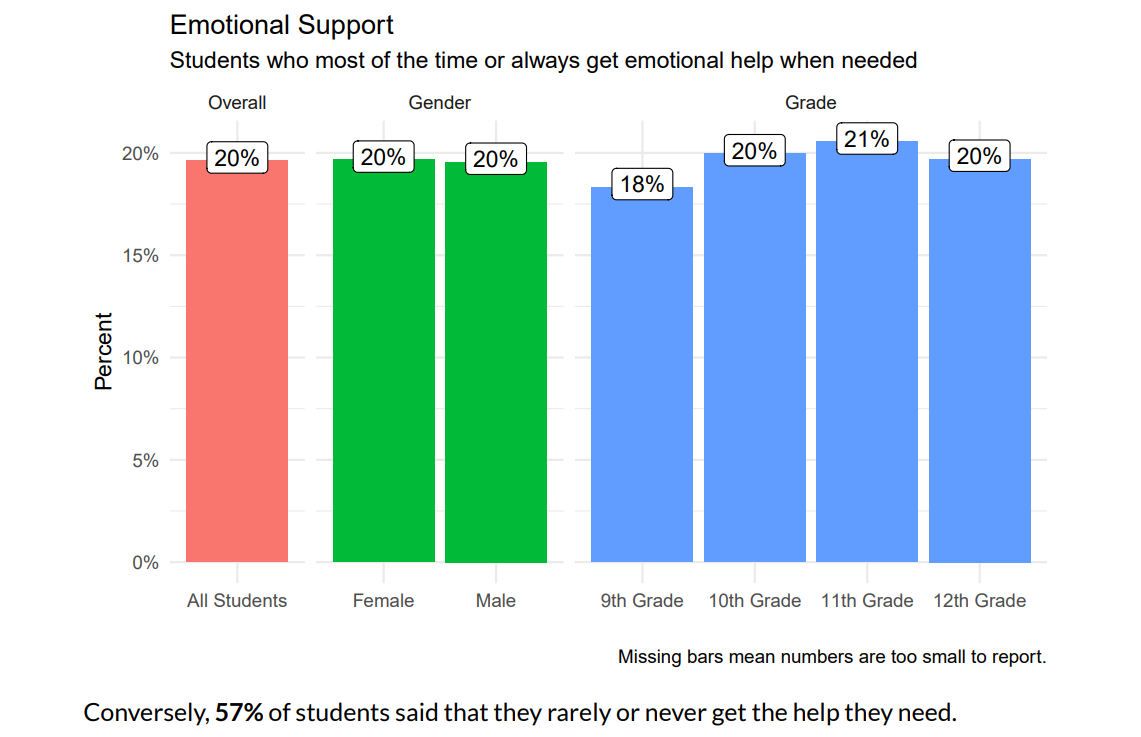 Emotional Support
Students who most of the time or always get emotional help when needed
Overall Gender Grade
20% 20% 20% 18% 20% 21% 20%
20%
15%
10%
5%
0%
Percent
All Students Female Male 9th Grade 10th Grade 11th Grade 12th Grade
Missing bars mean numbers are too small to report.
Conversely, 57% of students said that they rarely or never get the help they need.